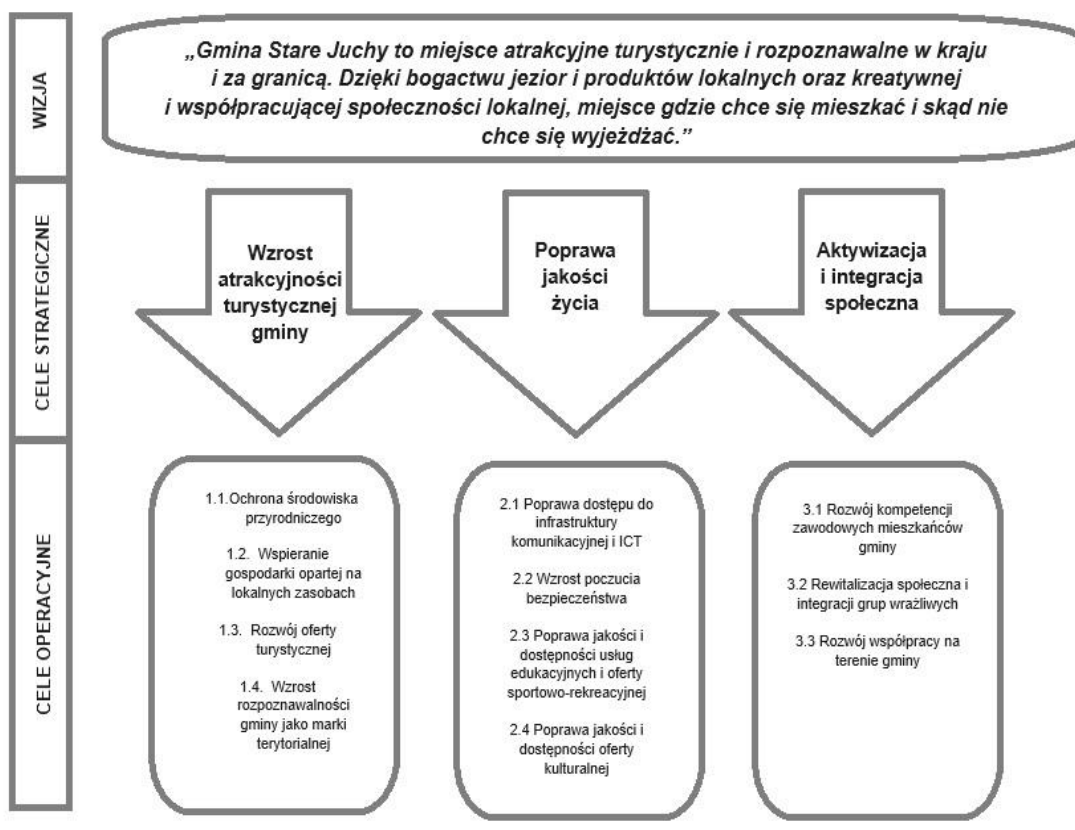 WIZJA
„Gmina Stare Juchy to miejsce atrakcyjne turystycznie i rozpoznawalne w kraju
i za granicą. Dzięki bogactwu jezior i produktów lokalnych oraz kreatywnej
i współpracującej społeczności lokalnej, miejsce gdzie chce się mieszkać i skąd nie
chce się wyjeżdżać.”
CELE STRATEGICZNE
Wzrost
atrakcyjności
turystycznej
gminy
Poprawa
jakości
życia
Aktywizacja
i integracja
społeczna
CELE OPERACYJNE
1.1.Ochrona środowiska
przyrodniczego
1.2. Wspieranie
gospodarki opartej na
lokalnych zasobach
1.3. Rozwój oferty
turystycznej
1.4. Wzrost
rozpoznawalności
gminy jako marki
terytorialnej
2.1 Poprawa dostępu do
infrastruktury
komunikacyjnej i ICT
2.2 Wzrost poczucia
bezpieczeństwa
2.3 Poprawa jakości i
dostępności usług
edukacyjnych i oferty
sportowo-rekreacyjnej
2.4 Poprawa jakości i
dostępności oferty
kulturalnej
3.1 Rozwój kompetencji
zawodowych mieszkańców
gminy
3.2 Rewitalizacja społeczna i
integracji grup wrażliwych
3.3 Rozwój współpracy na
terenie gminy